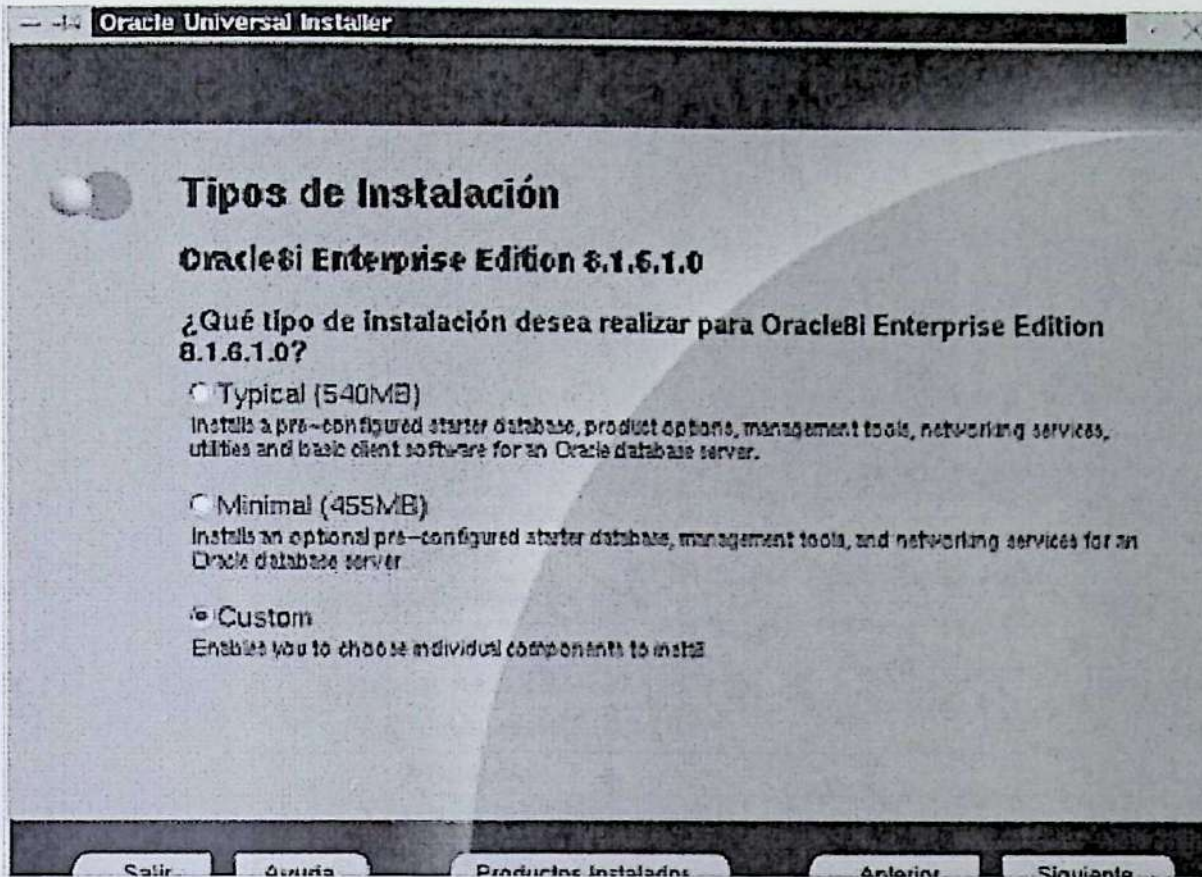 Oracle Universal Installer
Tipos de Instalación
Oracle8i Enterprise Edition 8.1.6.1.0
¿Qué tipo de instalación desea realizar para Oracle8i Enterprise Edition
8.1.6.1.0?
Typical (540MB)
Installs a pre-configured starter database, product options, management tools, networking services,
utilities and basic client software for an Oracle database server.
Minimal (455MB)
Installs an optional pre-configured starter database, management tools, and networking services for an
Oracle database server.
Custom
Enables you to choose individual components to install.
Salir
Ayuda
Productos Instalados
Anterior
Siguiente